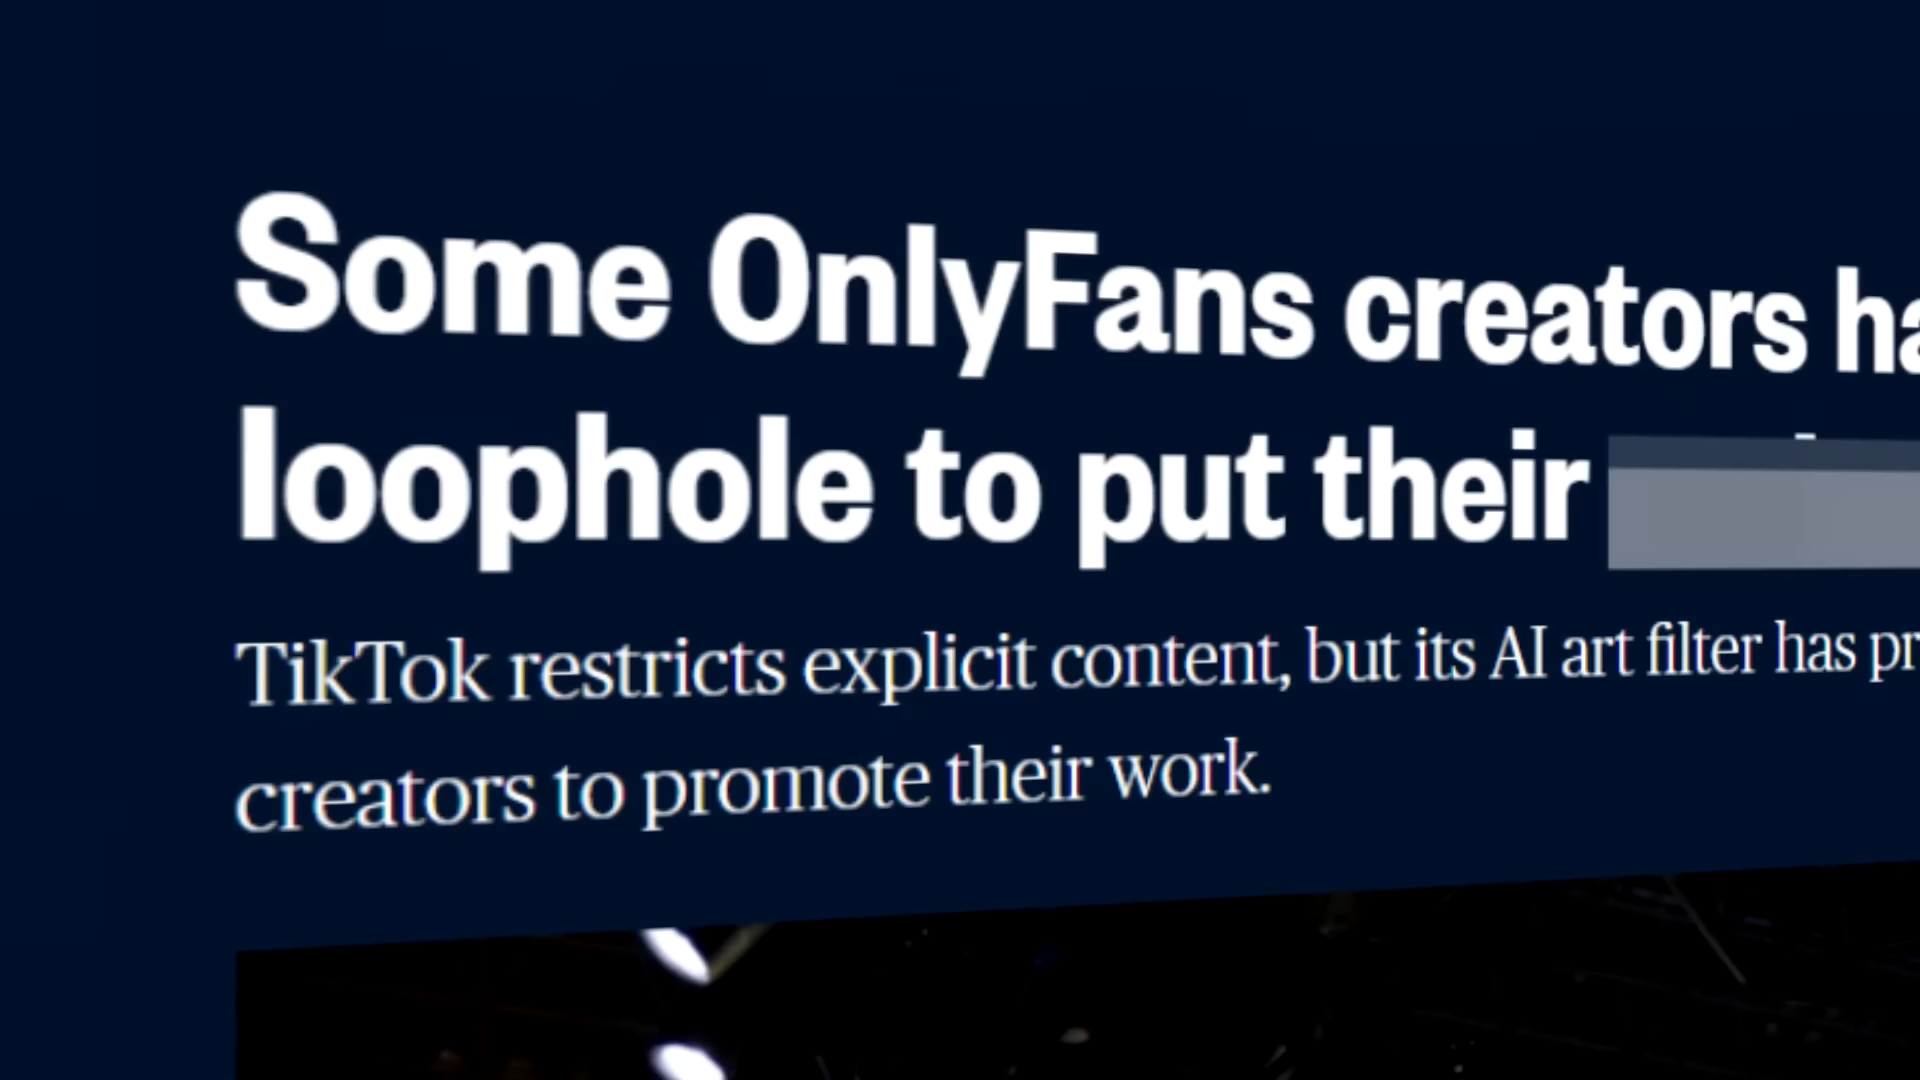 Some OnlyFans creators ha
loophole to put their
TikTok restricts explicit content, but its AI art filter has pr
creators to promote their work.